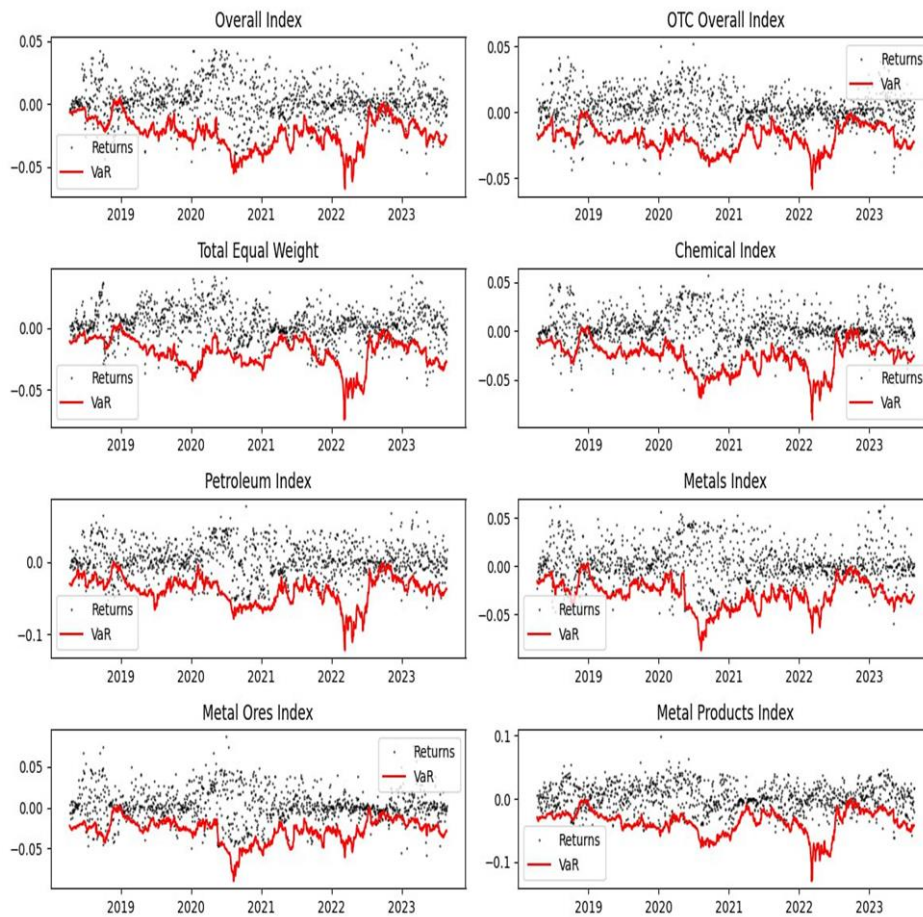 Overall Index
0.05
0.00
−0.05
Returns
VaR
2019 2020 2021 2022 2023
OTC Overall Index
0.05
0.00
−0.05
Returns
VaR
2019 2020 2021 2022 2023
Total Equal Weight
0.00
−0.05
Returns
VaR
2019 2020 2021 2022 2023
Chemical Index
0.05
0.00
−0.05
Returns
VaR
2019 2020 2021 2022 2023
Petroleum Index
0.0
−0.1
Returns
VaR
2019 2020 2021 2022 2023
Metals Index
0.05
0.00
−0.05
Returns
VaR
2019 2020 2021 2022 2023
Metal Ores Index
0.05
0.00
−0.05
Returns
VaR
2019 2020 2021 2022 2023
Metal Products Index
0.1
0.0
−0.1
Returns
VaR
2019 2020 2021 2022 2023